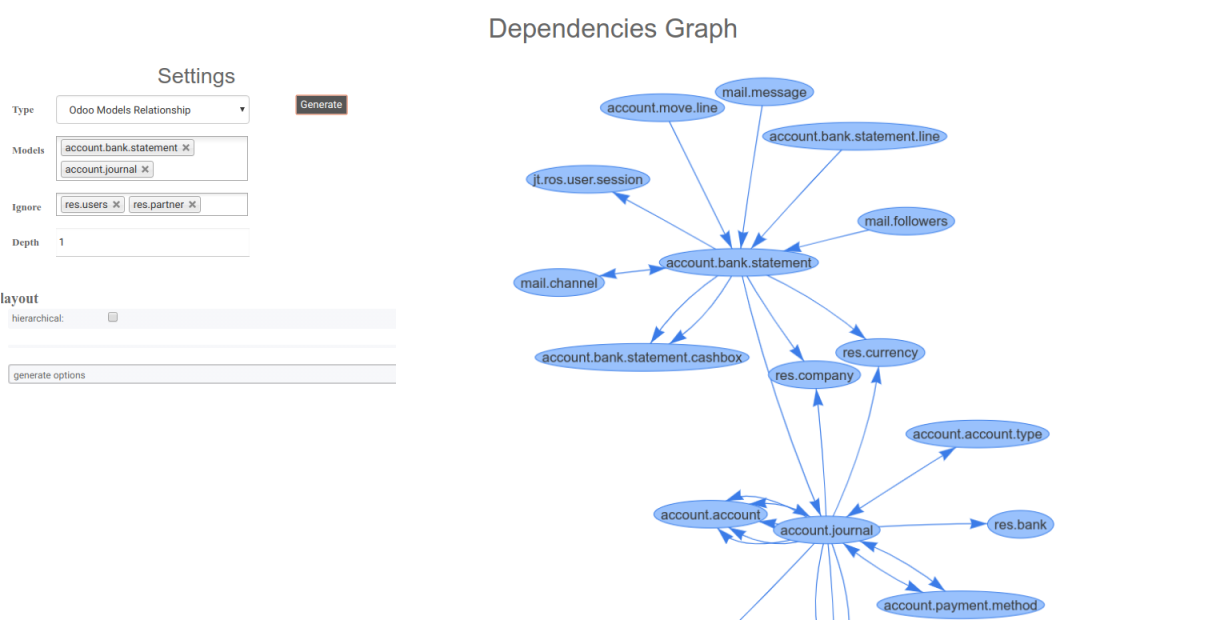 Dependencies Graph
Settings
Type
Odoo Models Relationship
Generate
Models
account.bank.statement
account.journal
Ignore
res.users
res.partner
Depth
1
layout
hierarchical:
generate options
mail.message
account.move.line
account.bank.statement.line
jt.ros.user.session
mail.followers
account.bank.statement
mail.channel
res.currency
account.bank.statement.cashbox
res.company
account.account.type
account.account
res.bank
account.journal
account.payment.method